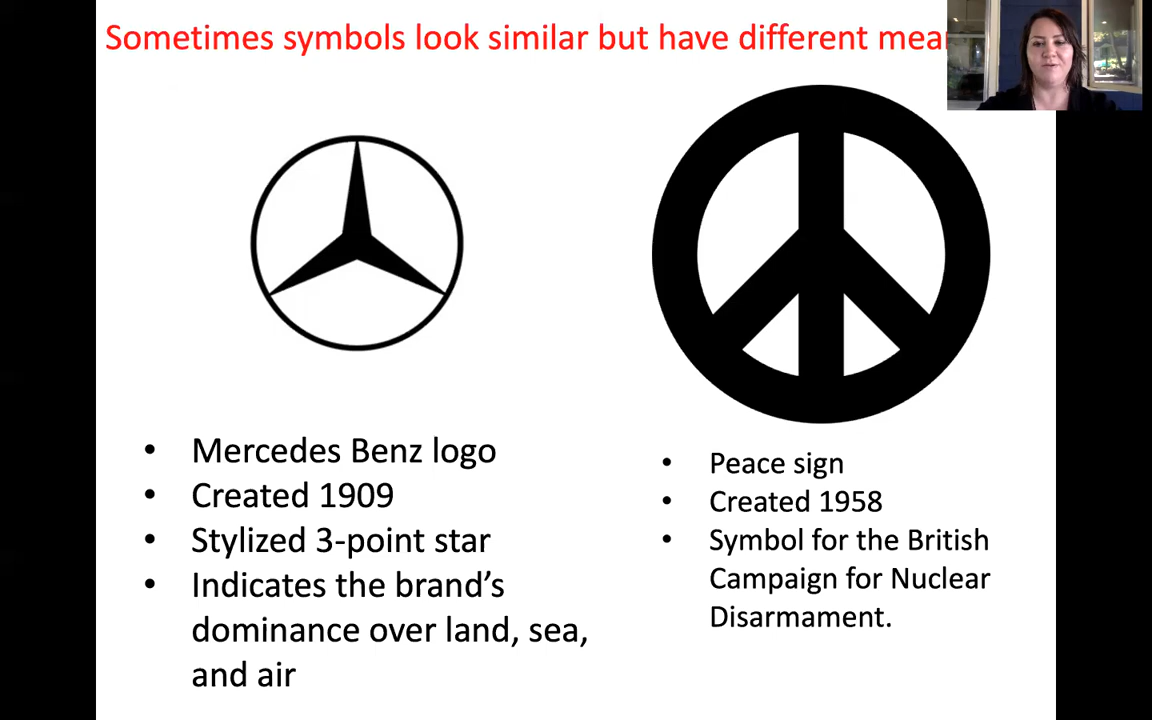 Sometimes symbols look similar but have different
• Mercedes Benz logo
• Created 1909
• Stylized 3-point star
• Indicates the brand’s
dominance over land, sea,
and air
• Peace sign
• Created 1958
• Symbol for the British
Campaign for Nuclear
Disarmament.